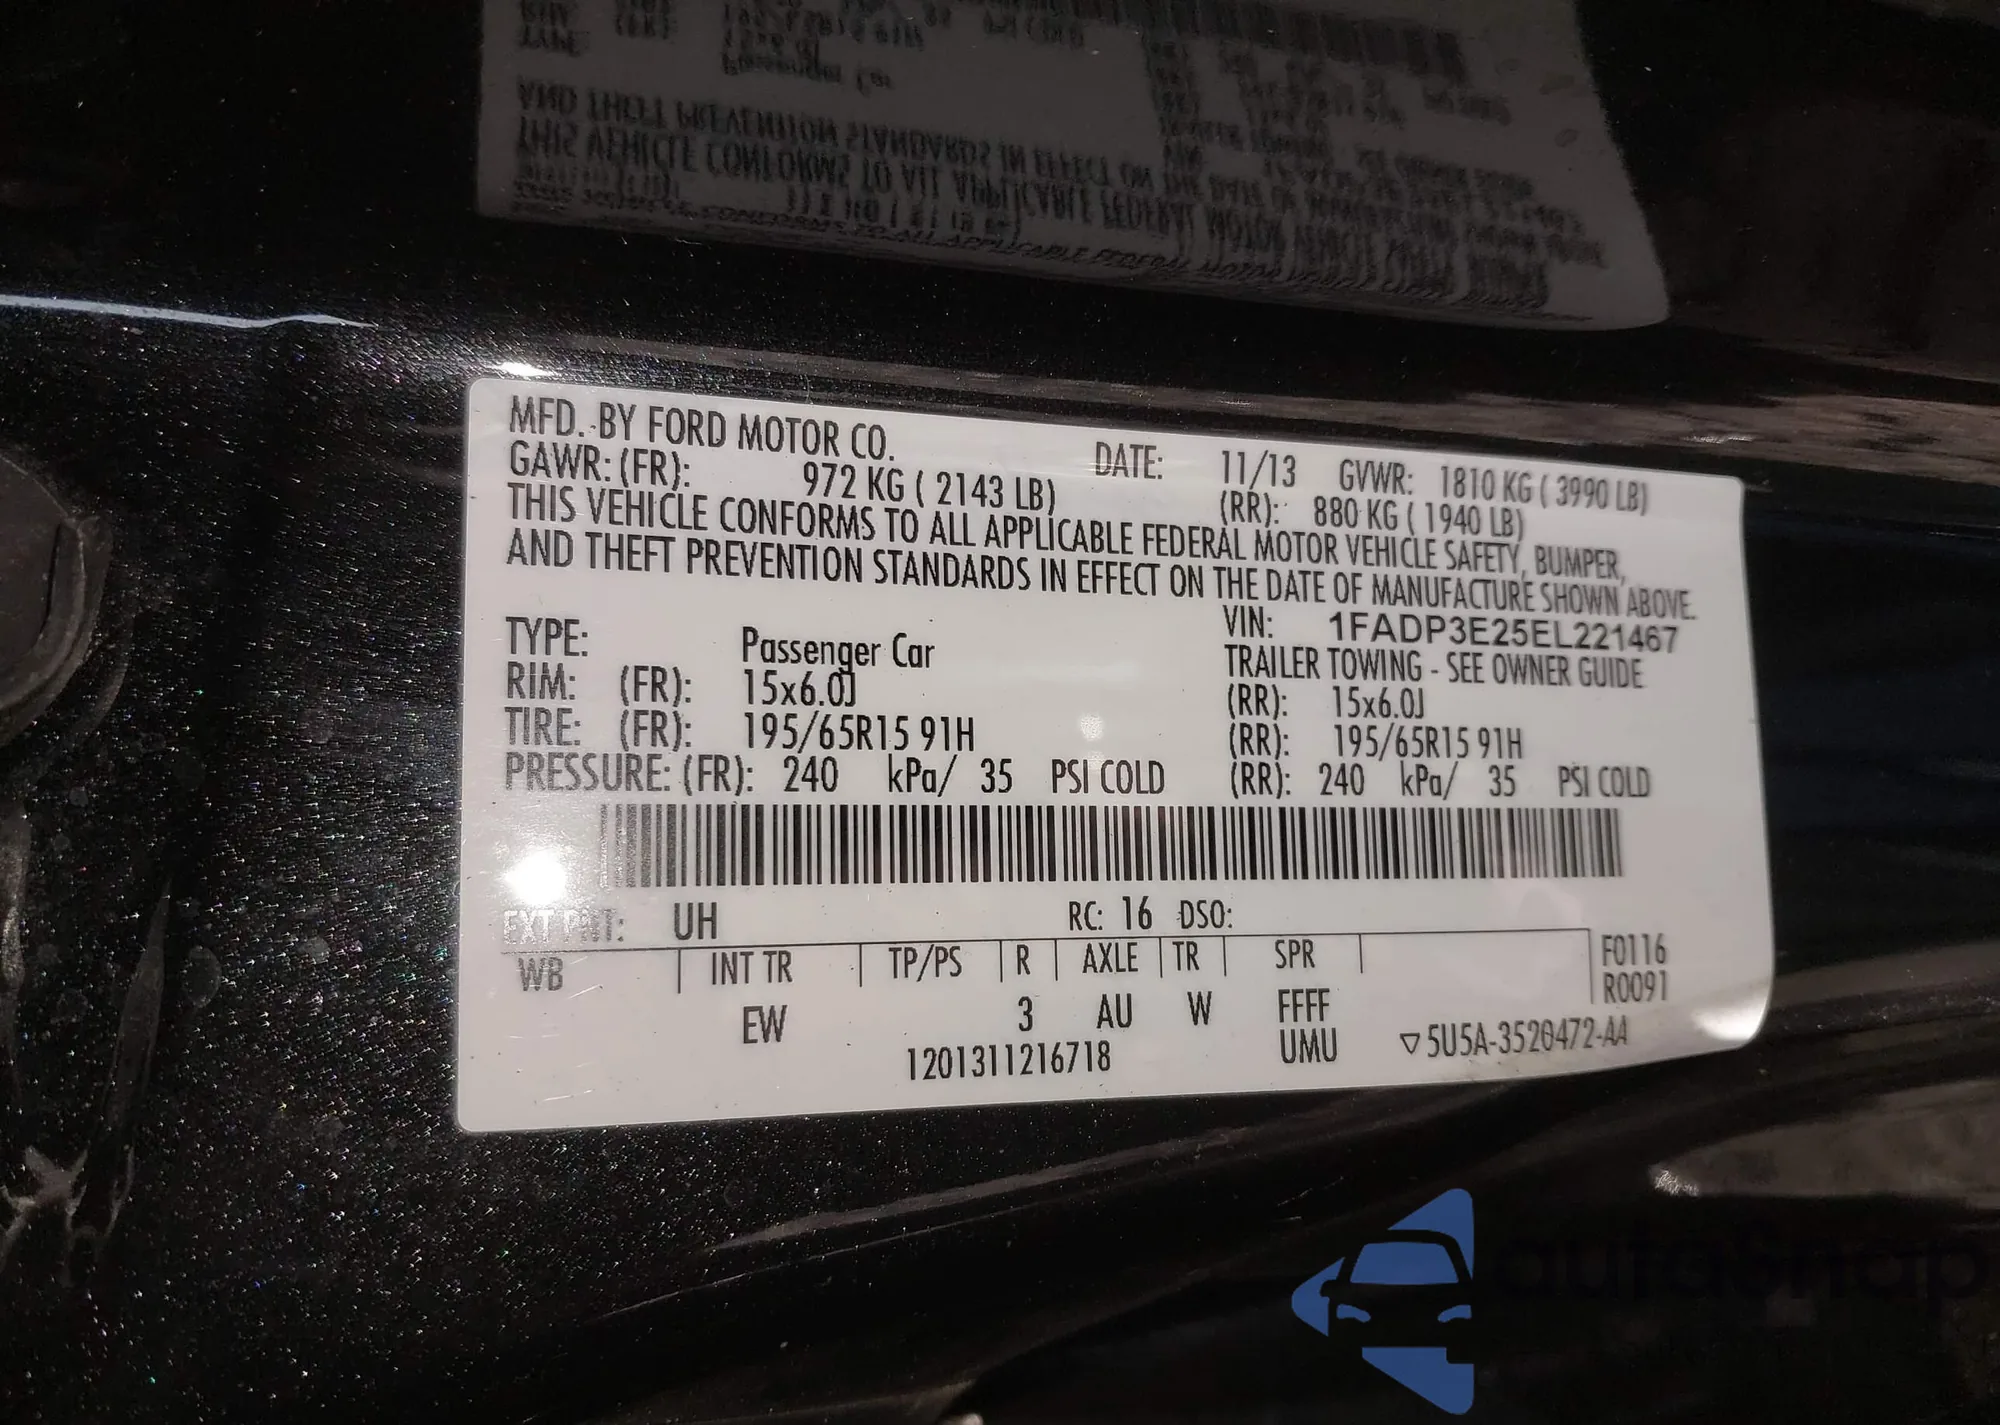 MFD. BY FORD MOTOR CO.
DATE: 11/13 GVWR: 1810 KG ( 3990 LB)
GAWR: (FR): 972 KG ( 2143 LB) (RR): 880 KG ( 1940 LB)
THIS VEHICLE CONFORMS TO ALL APPLICABLE FEDERAL MOTOR VEHICLE SAFETY, BUMPER,
AND THEFT PREVENTION STANDARDS IN EFFECT ON THE DATE OF MANUFACTURE SHOWN ABOVE.
VIN: 1FADP3E25EL221467
TYPE: Passenger Car TRAILER TOWING - SEE OWNER GUIDE
RIM: (FR): 15x6.0J (RR): 15x6.0J
TIRE: (FR): 195/65R15 91H (RR): 195/65R15 91H
PRESSURE: (FR): 240 kPa/ 35 PSI COLD (RR): 240 kPa/ 35 PSI COLD
EXT PNT: UH RC: 16 DSO:
WB INT TR TP/PS R AXLE TR SPR F0116
R0091
EW 3 AU W FFFF
1201311216718 UMU ▽5U5A-3520472-AA
autosnap